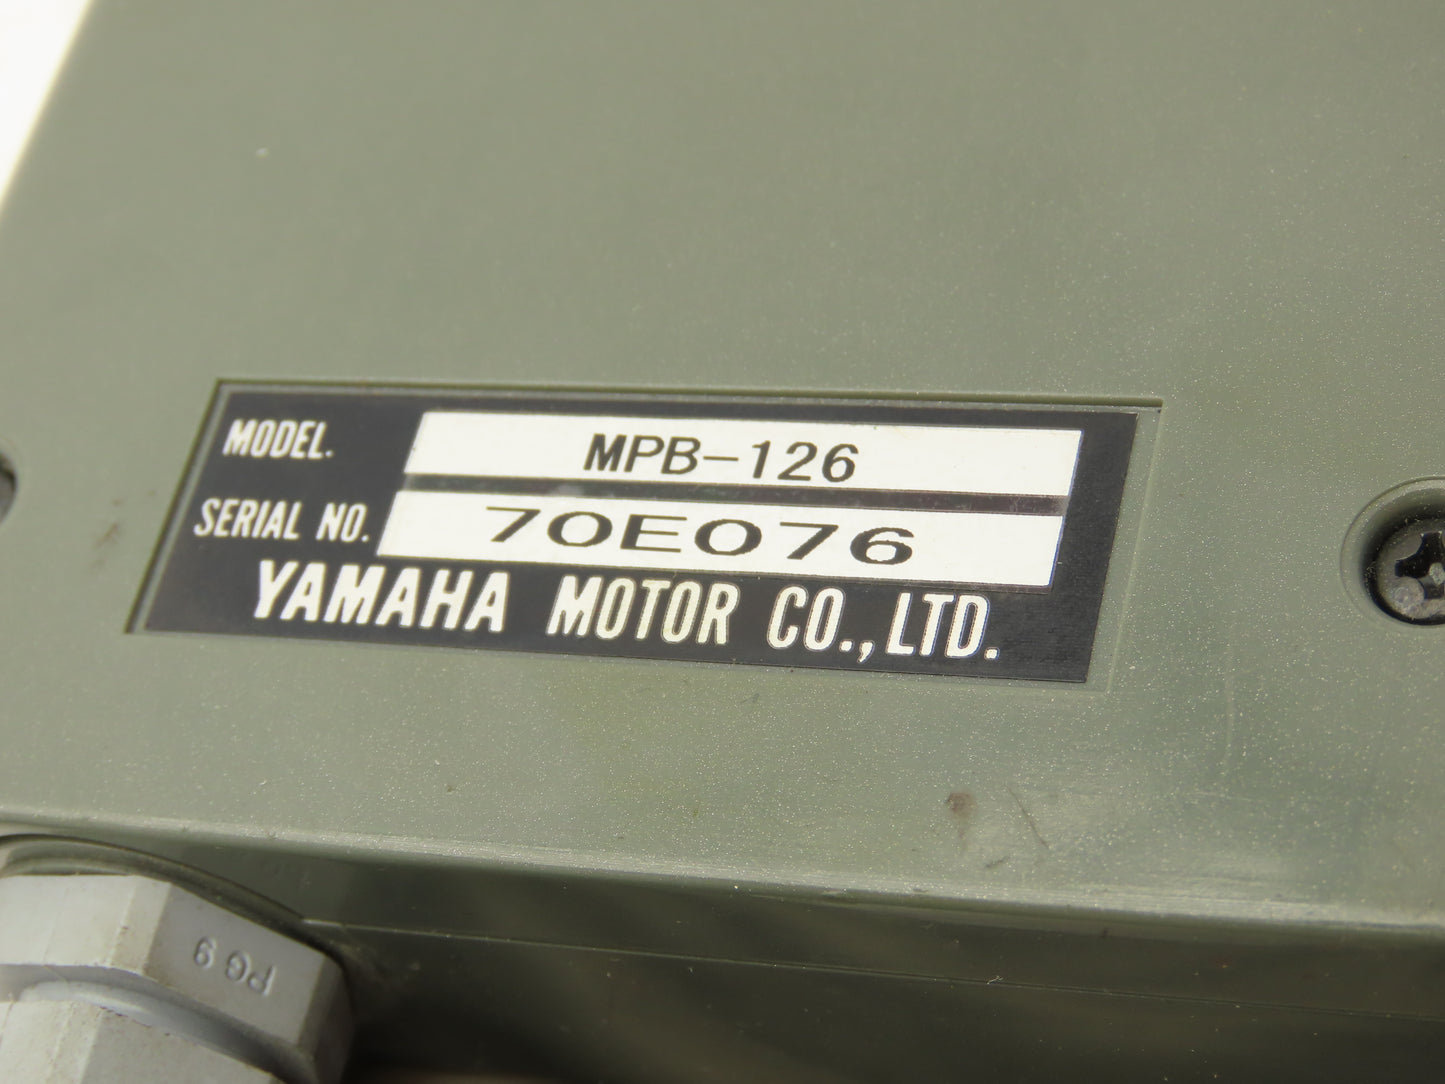 MODEL. MPB-126
SERIAL NO. 70E076
YAMAHA MOTOR CO.,LTD.
PG 9